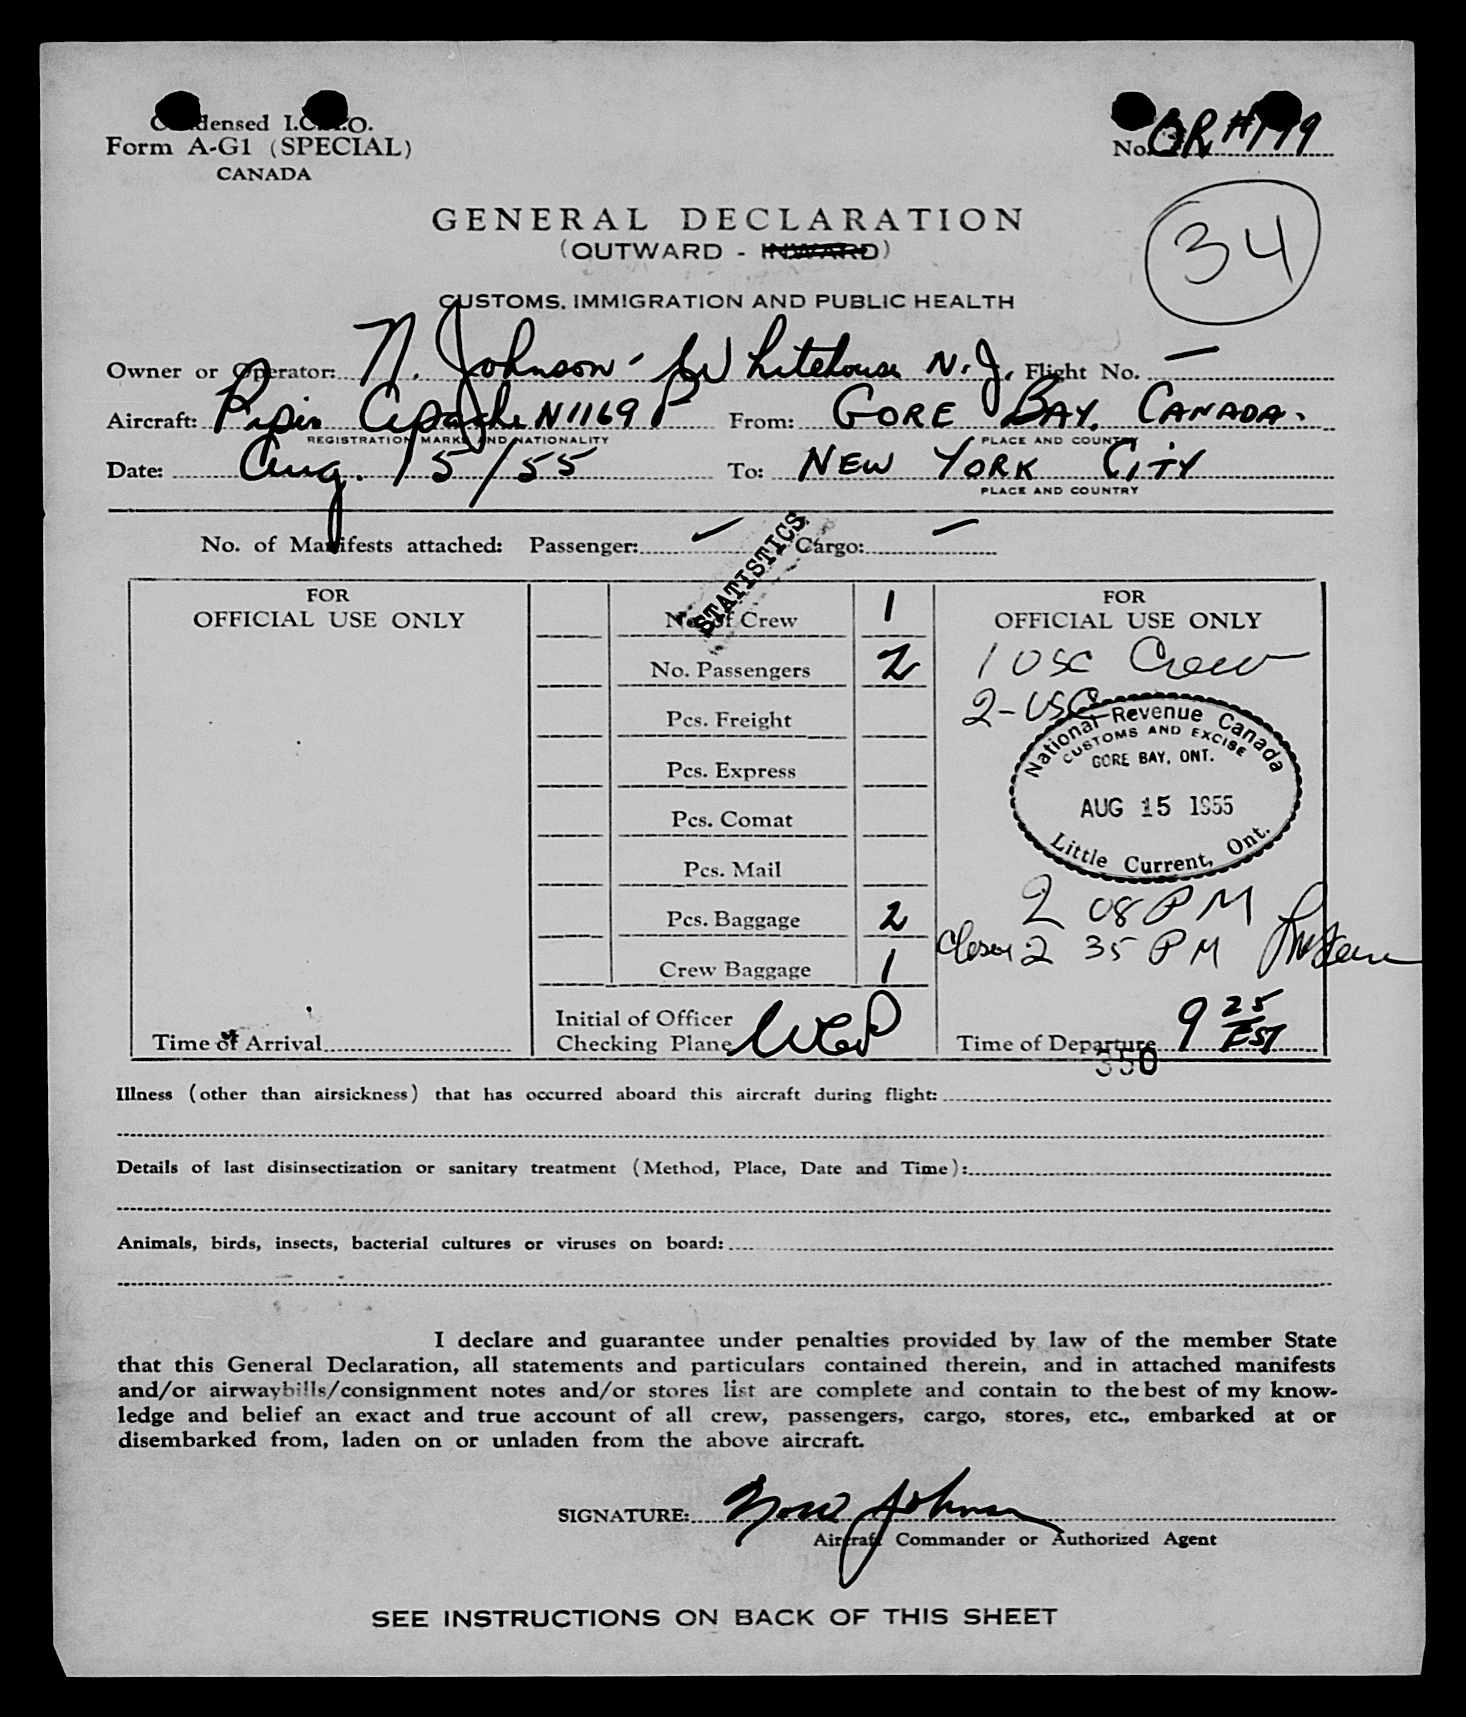 Condensed I.C.A.O.
Form A-G1 (SPECIAL)
CANADA
No. OR #199
34
GENERAL DECLARATION
(OUTWARD - INWARD)
CUSTOMS, IMMIGRATION AND PUBLIC HEALTH
Owner or Operator: N. Johnson - Whitehouse N.J. Flight No. —
Aircraft: Piper Apache N1169P From: GORE BAY, CANADA.
REGISTRATION MARKS AND NATIONALITY PLACE AND COUNTRY
Date: Aug. 15/55 To: NEW YORK CITY
PLACE AND COUNTRY
No. of Manifests attached: Passenger: — Cargo: —
STATISTICS
FOR
OFFICIAL USE ONLY
Time of Arrival
No. of Crew 1
No. Passengers 2
Pcs. Freight
Pcs. Express
Pcs. Comat
Pcs. Mail
Pcs. Baggage 2
Crew Baggage 1
Initial of Officer
Checking Plane
FOR
OFFICIAL USE ONLY
1 USC Crew
2-USC
National Revenue Canada
CUSTOMS AND EXCISE
GORE BAY, ONT.
AUG 15 1955
Little Current, Ont.
2 08 PM
2 35 PM
Time of Departure 9 25 EST
350
Illness (other than airsickness) that has occurred aboard this aircraft during flight:
Details of last disinsectization or sanitary treatment (Method, Place, Date and Time):
Animals, birds, insects, bacterial cultures or viruses on board:
I declare and guarantee under penalties provided by law of the member State
that this General Declaration, all statements and particulars contained therein, and in attached manifests
and/or airwaybills/consignment notes and/or stores list are complete and contain to the best of my know-
ledge and belief an exact and true account of all crew, passengers, cargo, stores, etc., embarked at or
disembarked from, laden on or unladen from the above aircraft.
SIGNATURE: Johnson
Aircraft Commander or Authorized Agent
SEE INSTRUCTIONS ON BACK OF THIS SHEET